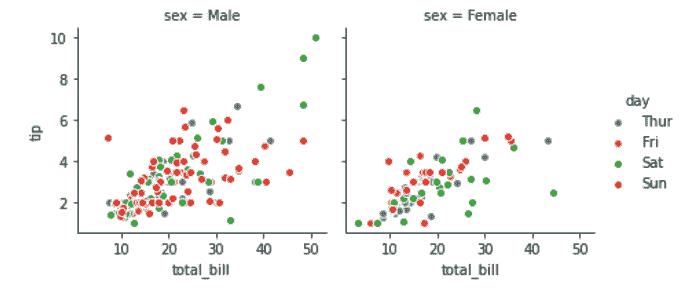 sex = Male
sex = Female
10
8
6
4
2
tip
10 20 30 40 50
10 20 30 40 50
total_bill
total_bill
day
Thur
Fri
Sat
Sun